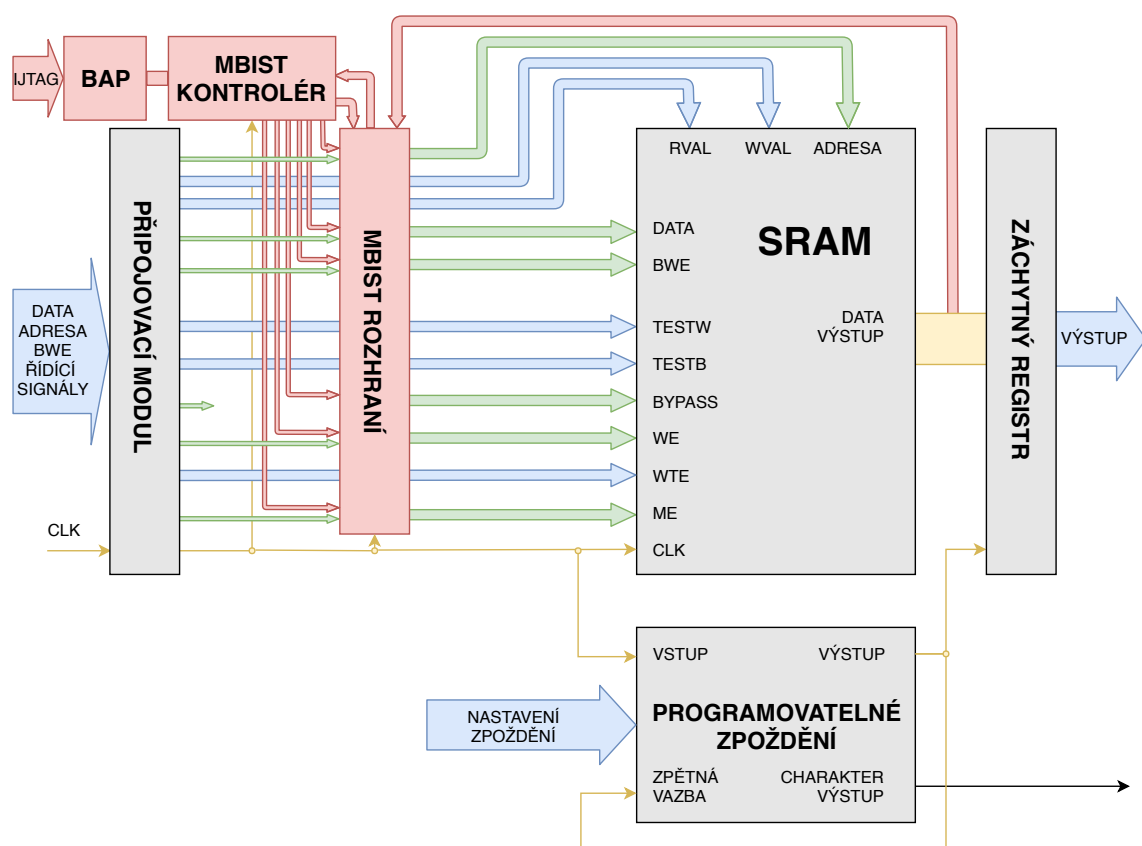 IJTAG
BAP
MBIST
KONTROLÉR
PŘIPOJOVACÍ MODUL
MBIST ROZHRANÍ
RVAL
WVAL
ADRESA
SRAM
DATA
BWE
TESTW
TESTB
BYPASS
WE
WTE
ME
CLK
DATA
VÝSTUP
ZÁCHYTNÝ REGISTR
VÝSTUP
DATA
ADRESA
BWE
ŘÍDÍCÍ
SIGNÁLY
CLK
VSTUP
VÝSTUP
PROGRAMOVATELNÉ
ZPOŽDĚNÍ
NASTAVENÍ
ZPOŽDĚNÍ
ZPĚTNÁ
VAZBA
CHARAKTER
VÝSTUP